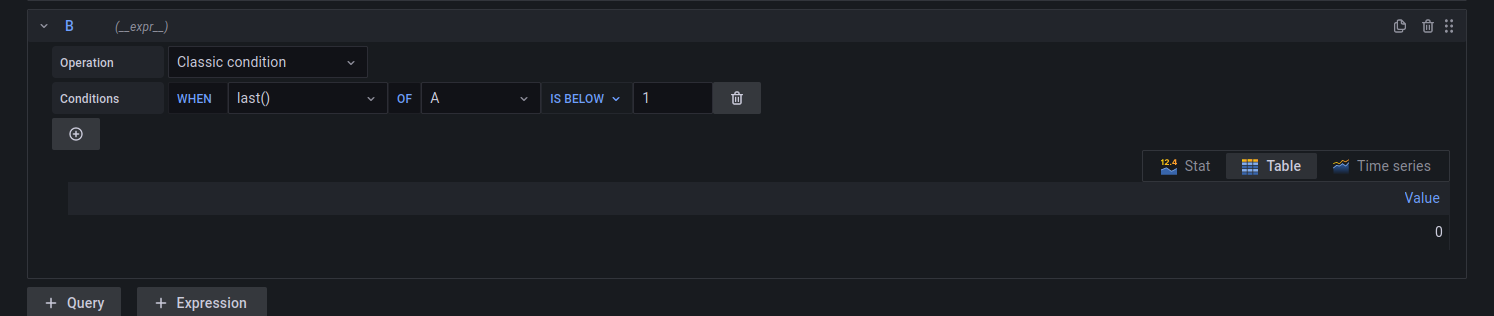 B (__expr__)
Operation Classic condition
Conditions WHEN last() OF A IS BELOW 1
12.4 Stat Table Time series
Value
0
+ Query + Expression